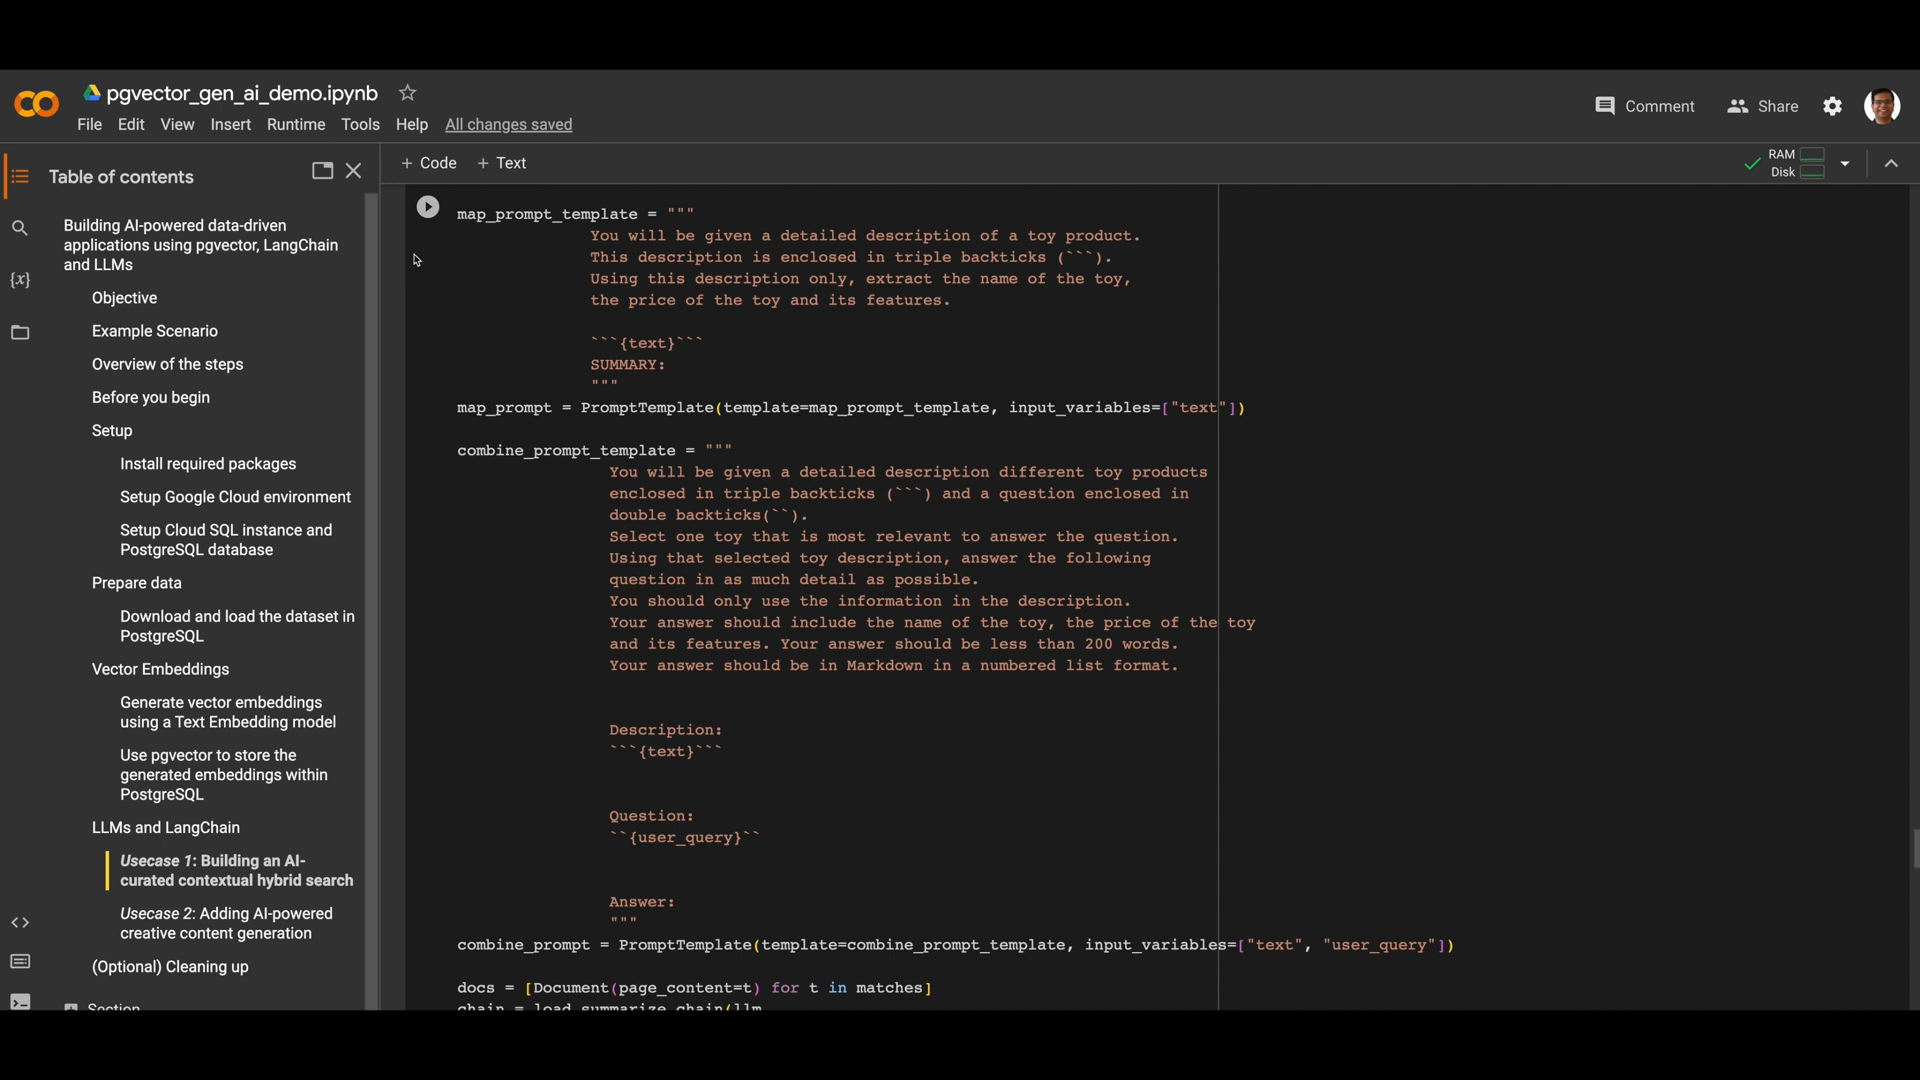 pgvector_gen_ai_demo.ipynb
File Edit View Insert Runtime Tools Help All changes saved
Comment
Share
Table of contents
+ Code + Text
RAM
Disk
Building AI-powered data-driven
applications using pgvector, LangChain
and LLMs
Objective
Example Scenario
Overview of the steps
Before you begin
Setup
Install required packages
Setup Google Cloud environment
Setup Cloud SQL instance and
PostgreSQL database
Prepare data
Download and load the dataset in
PostgreSQL
Vector Embeddings
Generate vector embeddings
using a Text Embedding model
Use pgvector to store the
generated embeddings within
PostgreSQL
LLMs and LangChain
Usecase 1: Building an AI-
curated contextual hybrid search
Usecase 2: Adding AI-powered
creative content generation
(Optional) Cleaning up
Section
map_prompt_template = """
You will be given a detailed description of a toy product.
This description is enclosed in triple backticks (```).
Using this description only, extract the name of the toy,
the price of the toy and its features.
```{text}```
SUMMARY:
"""
map_prompt = PromptTemplate(template=map_prompt_template, input_variables=["text"])
combine_prompt_template = """
You will be given a detailed description different toy products
enclosed in triple backticks (```) and a question enclosed in
double backticks(``).
Select one toy that is most relevant to answer the question.
Using that selected toy description, answer the following
question in as much detail as possible.
You should only use the information in the description.
Your answer should include the name of the toy, the price of the toy
and its features. Your answer should be less than 200 words.
Your answer should be in Markdown in a numbered list format.
Description:
```{text}```
Question:
``{user_query}``
Answer:
"""
combine_prompt = PromptTemplate(template=combine_prompt_template, input_variables=["text", "user_query"])
docs = [Document(page_content=t) for t in matches]
chain = load_summarize_chain(llm